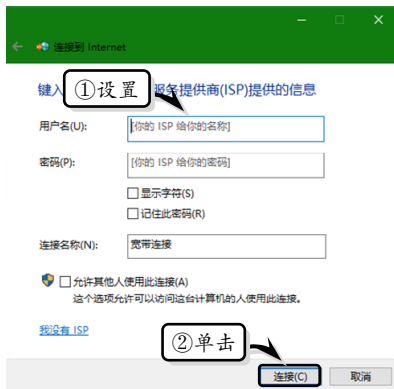 连接到 Internet
键入
服务提供商(ISP)提供的信息
①设置
用户名(U):
[你的 ISP 给你的名称]
密码(P):
[你的 ISP 给你的密码]
显示字符(S)
记住此密码(R)
连接名称(N):
宽带连接
允许其他人使用此连接(A)
这个选项允许可以访问这台计算机的人使用此连接。
我没有 ISP
②单击
连接(C)
取消